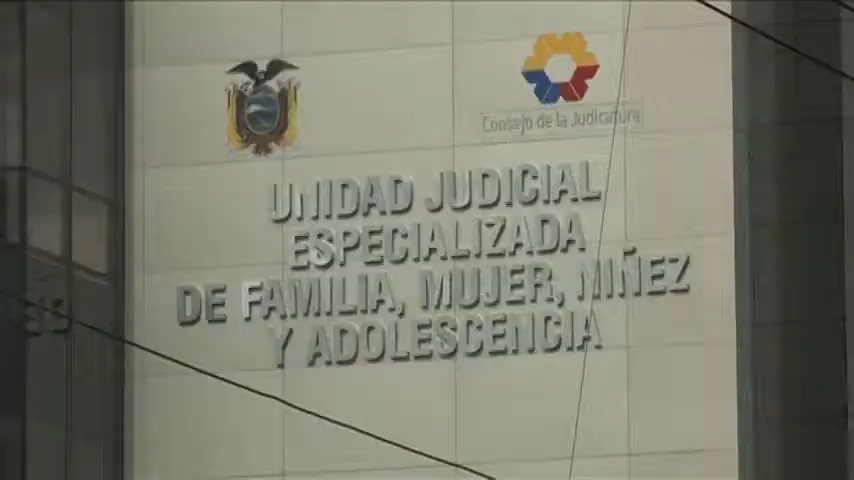 Consejo de la Judicatura
UNIDAD JUDICIAL
ESPECIALIZADA
DE FAMILIA, MUJER, NIÑEZ
Y ADOLESCENCIA